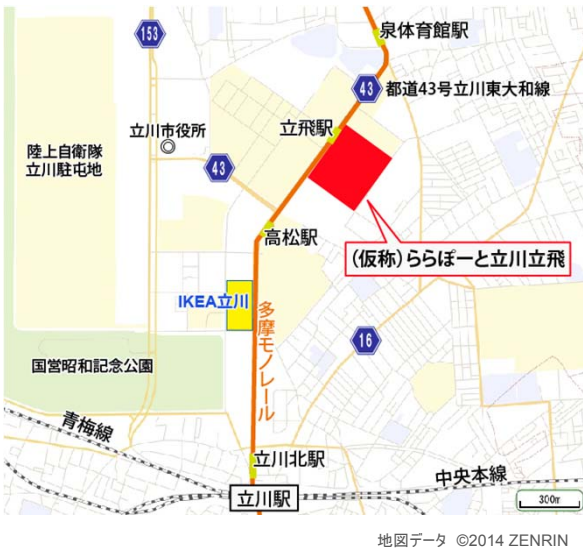 泉体育館駅
153
43
都道43号立川東大和線
立飛駅
立川市役所
陸上自衛隊
立川駐屯地
43
高松駅
(仮称)ららぽーと立川立飛
IKEA立川
多摩モノレール
16
国営昭和記念公園
青梅線
立川北駅
中央本線
立川駅
300m
地図データ ©2014 ZENRIN